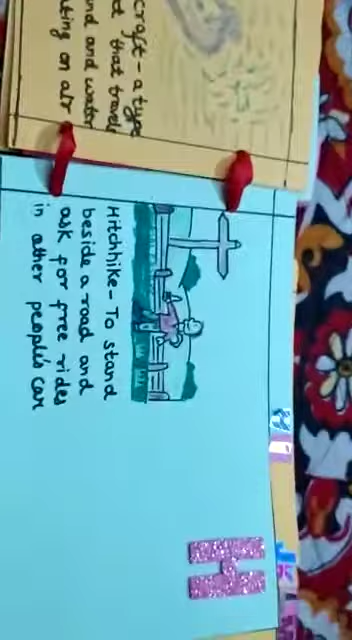 craft - a type
that travels
and and water
ating on air
H
Hitchhike - To stand
beside a road and
ask for free rides
in other people's car
H